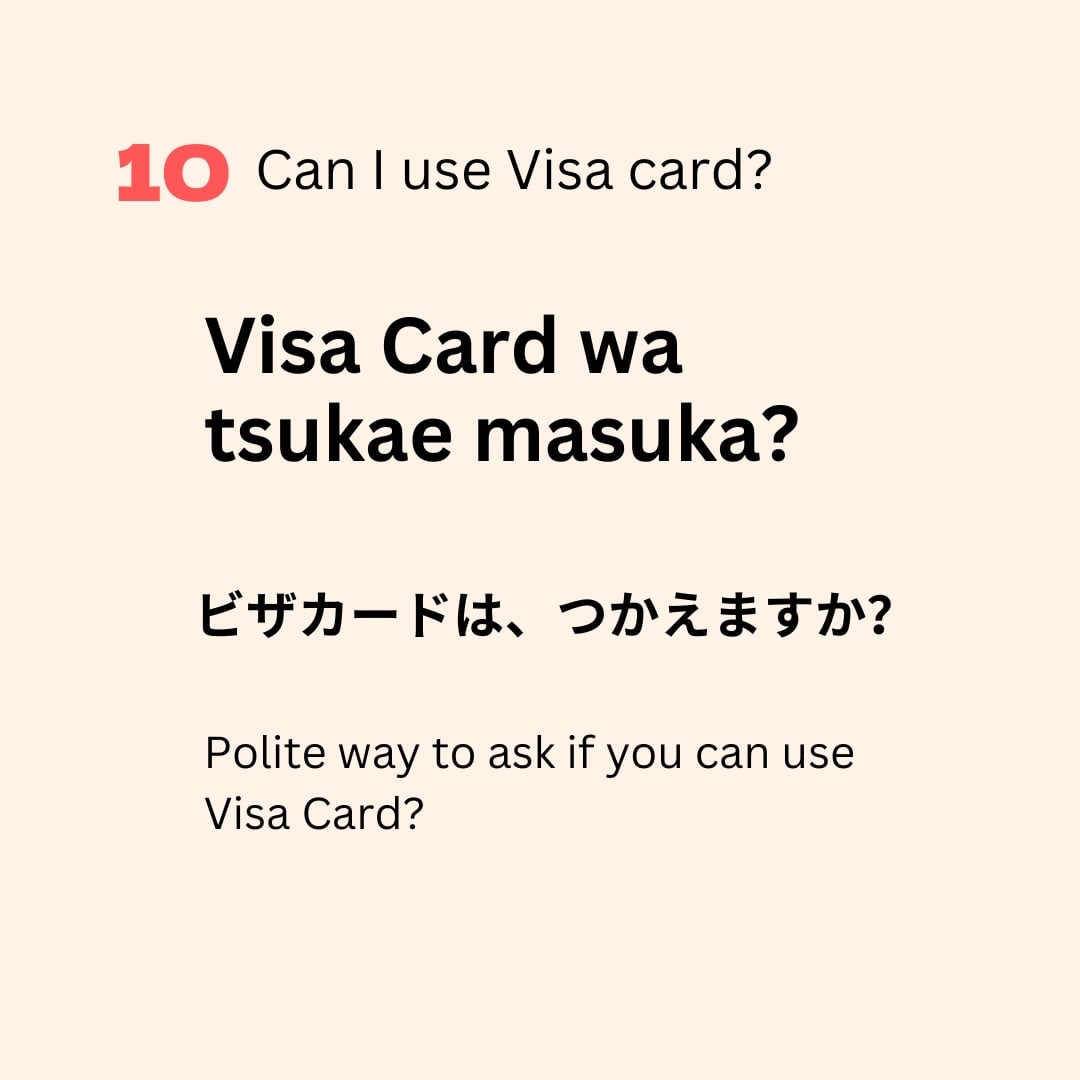 10 Can I use Visa card?
Visa Card wa
tsukae masuka?
ビザカードは、つかえますか?
Polite way to ask if you can use
Visa Card?